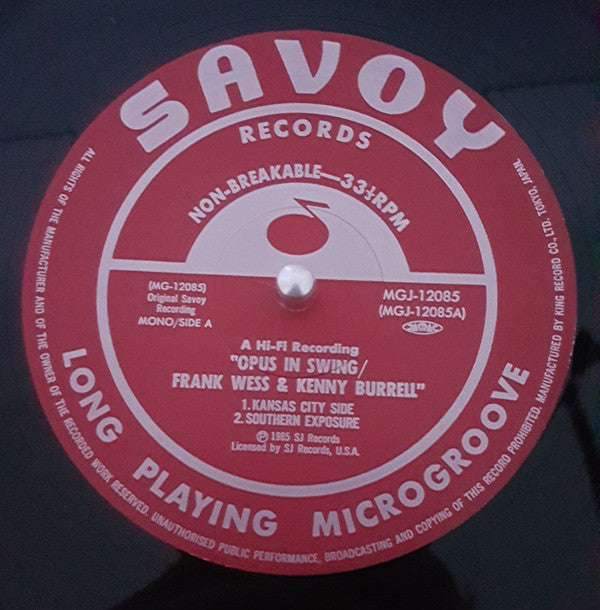 SAVOY
RECORDS
NON-BREAKABLE—33⅓RPM
(MG-12085)
Original Savoy
Recording
MONO/SIDE A
MGJ-12085
(MGJ-12085A)
A Hi-Fi Recording
"OPUS IN SWING/
FRANK WESS & KENNY BURRELL"
1.KANSAS CITY SIDE
2.SOUTHERN EXPOSURE
Ⓟ 1985 SJ Records
Licensed by SJ Records, U.S.A.
LONG PLAYING MICROGROOVE
ALL RIGHTS OF THE MANUFACTURER AND OF THE OWNER OF THE RECORDED WORK RESERVED. UNAUTHORISED PUBLIC PERFORMANCE, BROADCASTING AND COPYING OF THIS RECORD PROHIBITED. MANUFACTURED BY KING RECORD CO., LTD. TOKYO, JAPAN.